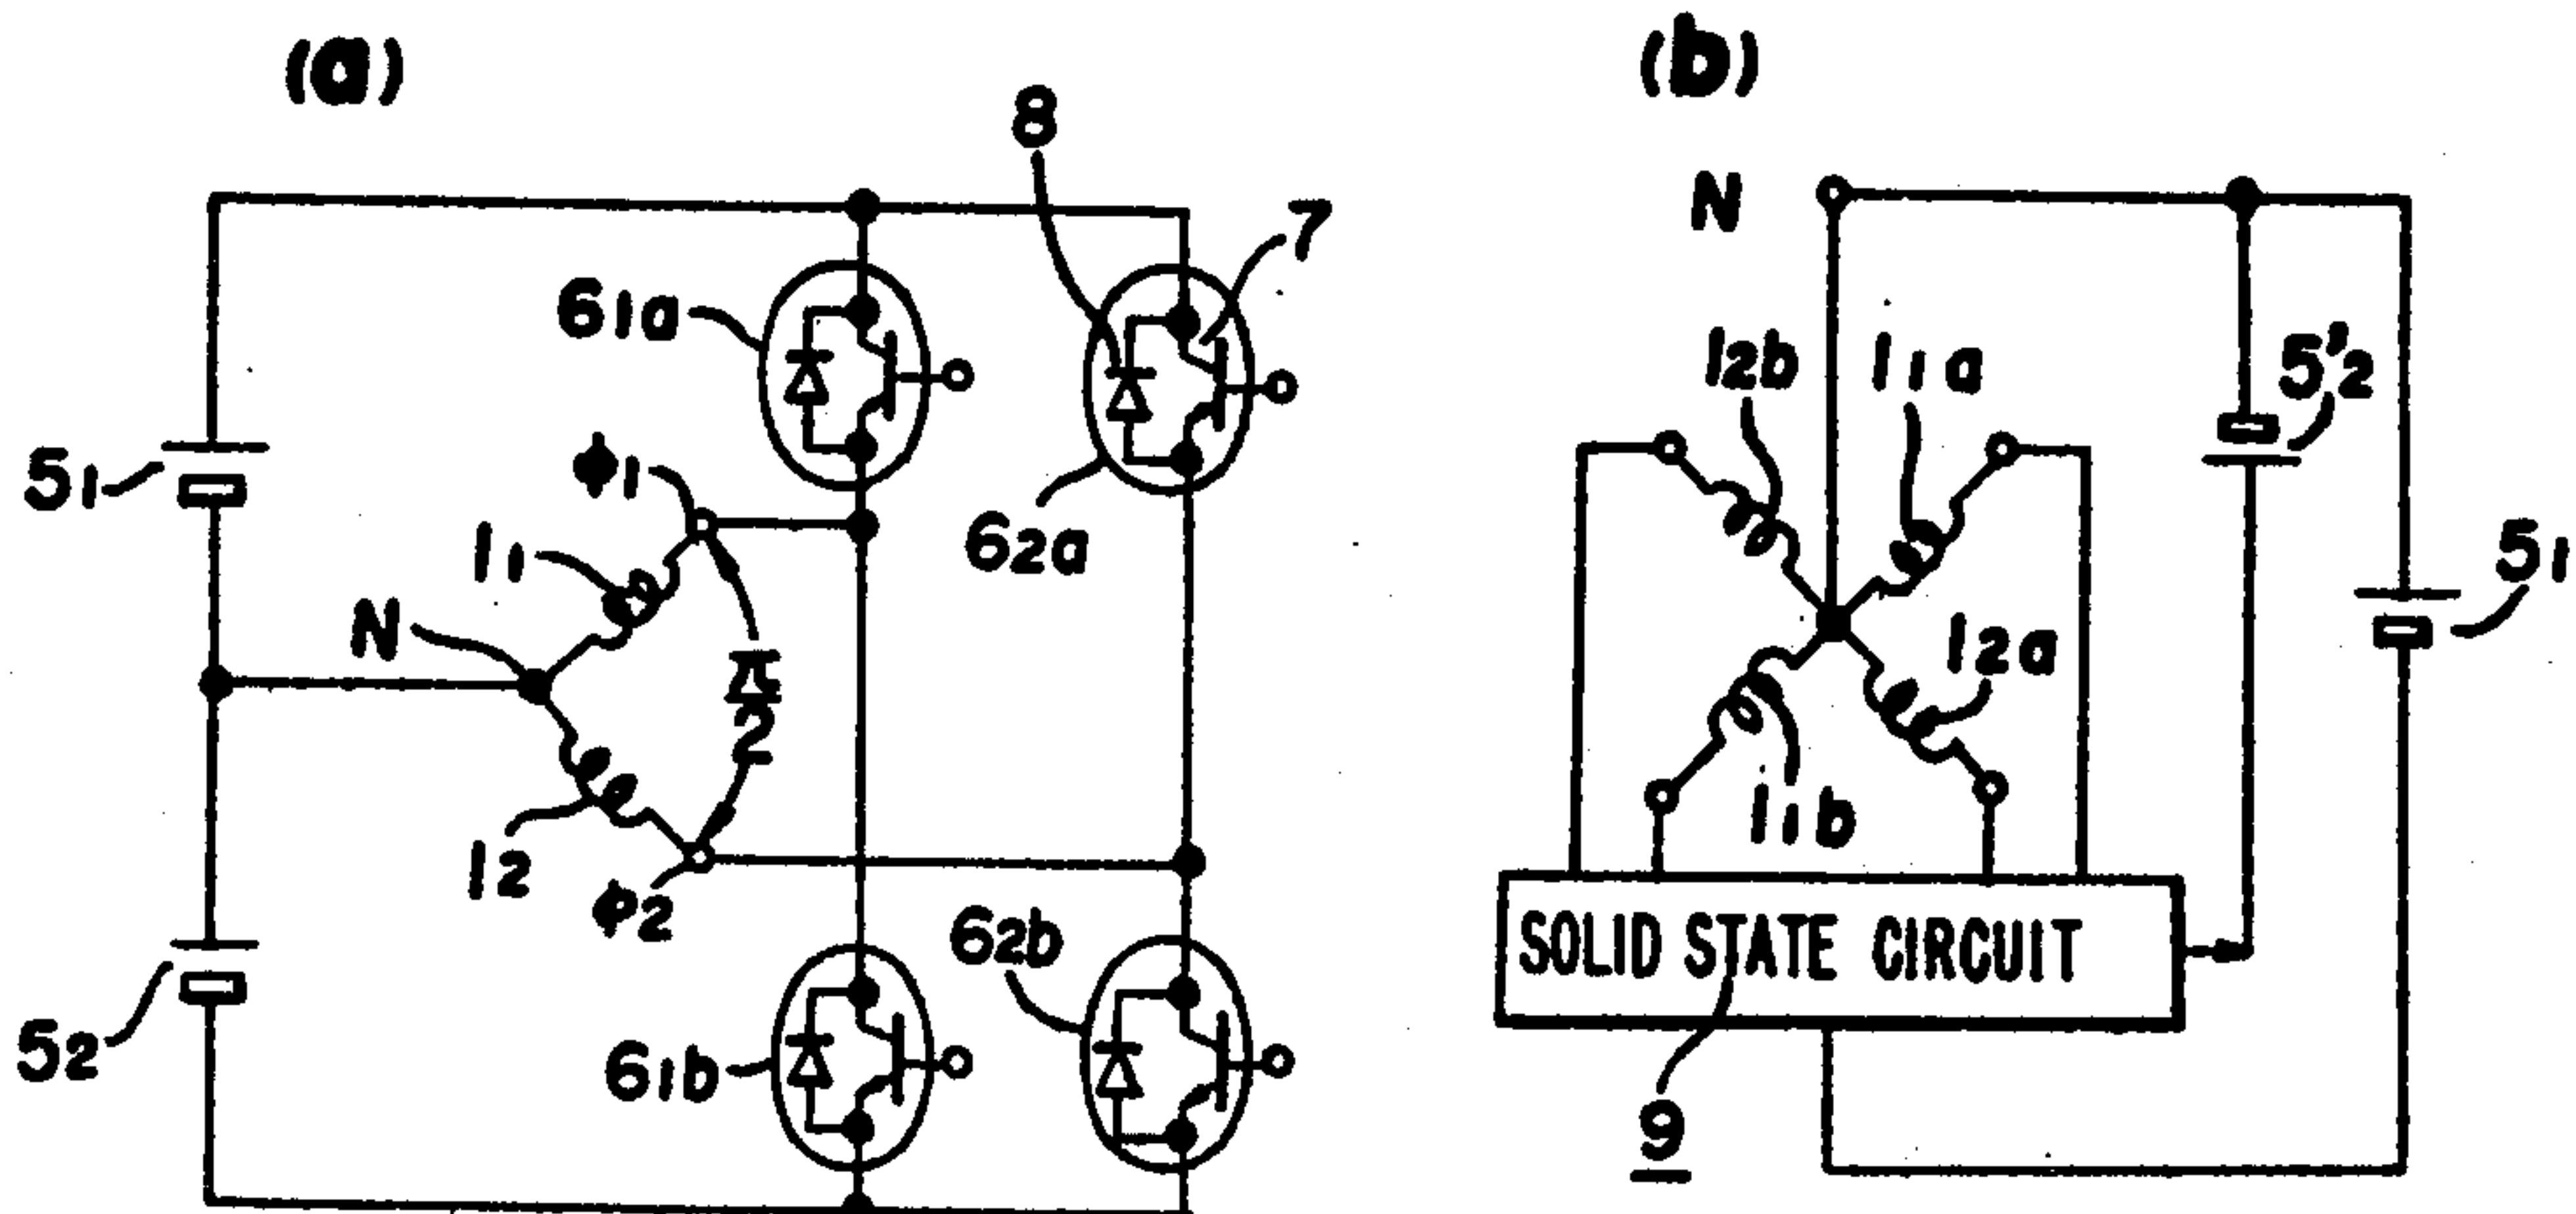 (a)
8
7
61a
62a
51
ϕ1
11
N
π
2
12
ϕ2
52
61b
62b
(b)
N
12b
11a
5'2
51
12a
11b
SOLID STATE CIRCUIT
9